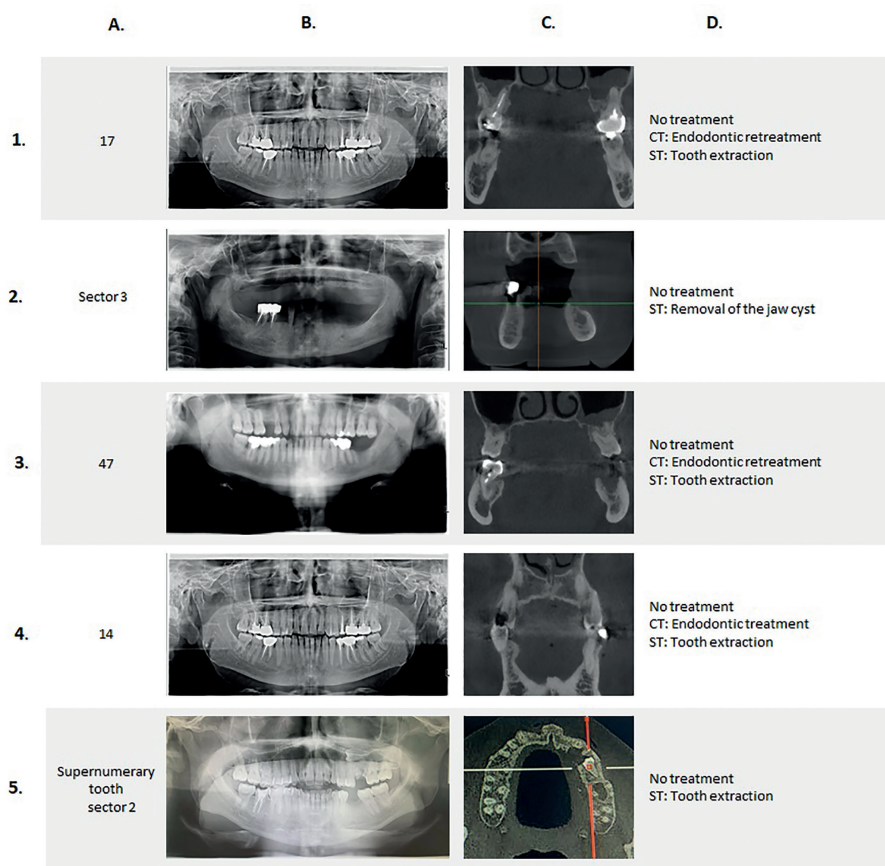 A.
B.
C.
D.
1.
17
No treatment
CT: Endodontic retreatment
ST: Tooth extraction
2.
Sector 3
No treatment
ST: Removal of the jaw cyst
3.
47
No treatment
CT: Endodontic retreatment
ST: Tooth extraction
4.
14
No treatment
CT: Endodontic treatment
ST: Tooth extraction
5.
Supernumerary
tooth
sector 2
No treatment
ST: Tooth extraction